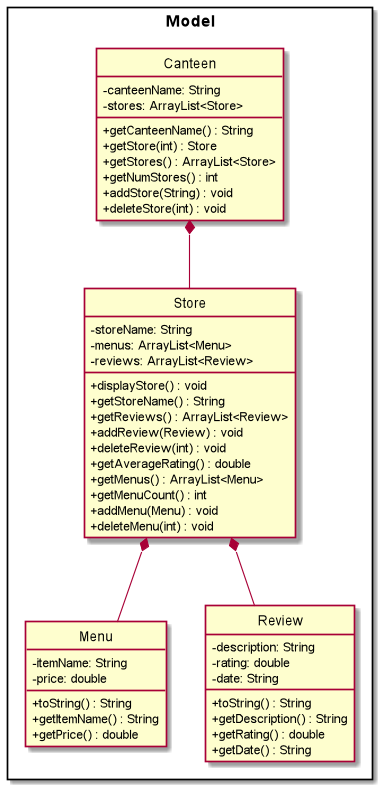 Model
Canteen
-canteenName: String
-stores: ArrayList<Store>
+getCanteenName() : String
+getStore(int) : Store
+getStores() : ArrayList<Store>
+getNumStores() : int
+addStore(String) : void
+deleteStore(int) : void
Store
-storeName: String
-menus: ArrayList<Menu>
-reviews: ArrayList<Review>
+displayStore() : void
+getStoreName() : String
+getReviews() : ArrayList<Review>
+addReview(Review) : void
+deleteReview(int) : void
+getAverageRating() : double
+getMenus() : ArrayList<Menu>
+getMenuCount() : int
+addMenu(Menu) : void
+deleteMenu(int) : void
Menu
-itemName: String
-price: double
+toString() : String
+getItemName() : String
+getPrice() : double
Review
-description: String
-rating: double
-date: String
+toString() : String
+getDescription() : String
+getRating() : double
+getDate() : String